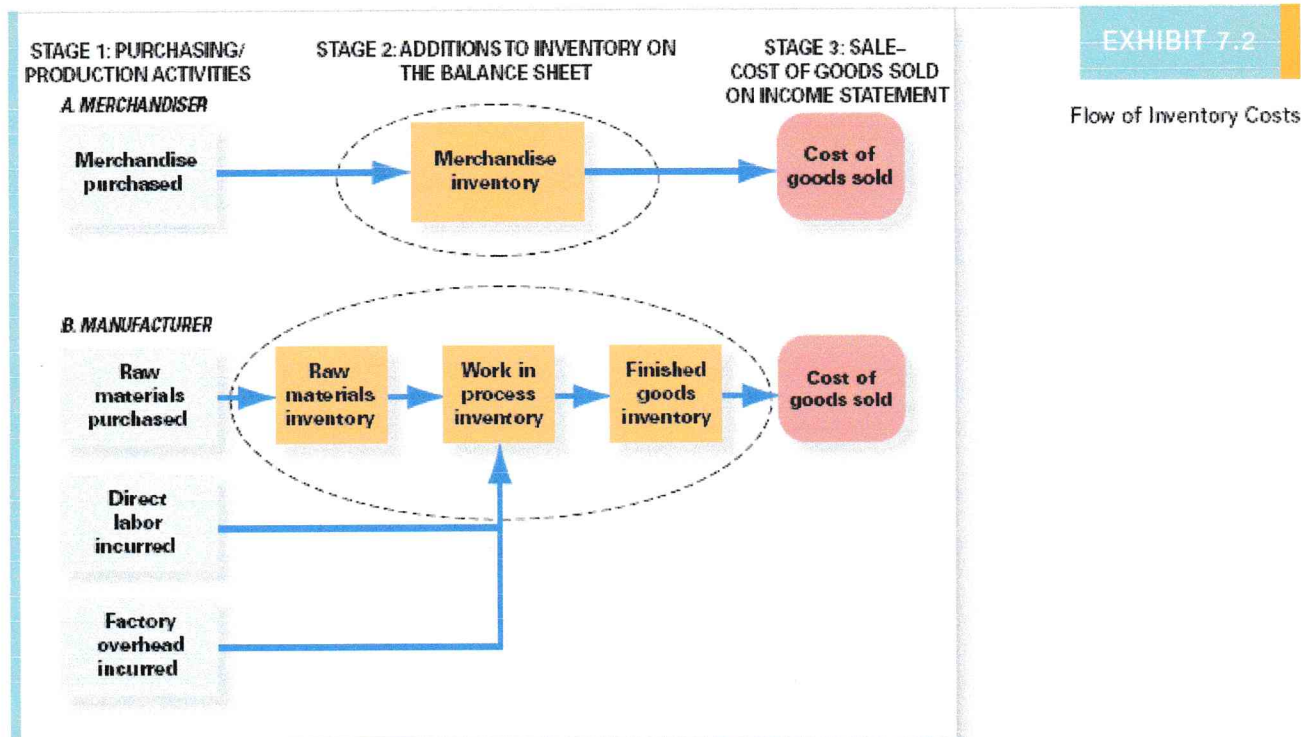 EXHIBIT 7.2
Flow of Inventory Costs
STAGE 1: PURCHASING/
PRODUCTION ACTIVITIES
STAGE 2: ADDITIONS TO INVENTORY ON
THE BALANCE SHEET
STAGE 3: SALE–
COST OF GOODS SOLD
ON INCOME STATEMENT
A. MERCHANDISER
Merchandise
purchased
Merchandise
inventory
Cost of
goods sold
B. MANUFACTURER
Raw
materials
purchased
Raw
materials
inventory
Work in
process
inventory
Finished
goods
inventory
Cost of
goods sold
Direct
labor
incurred
Factory
overhead
incurred